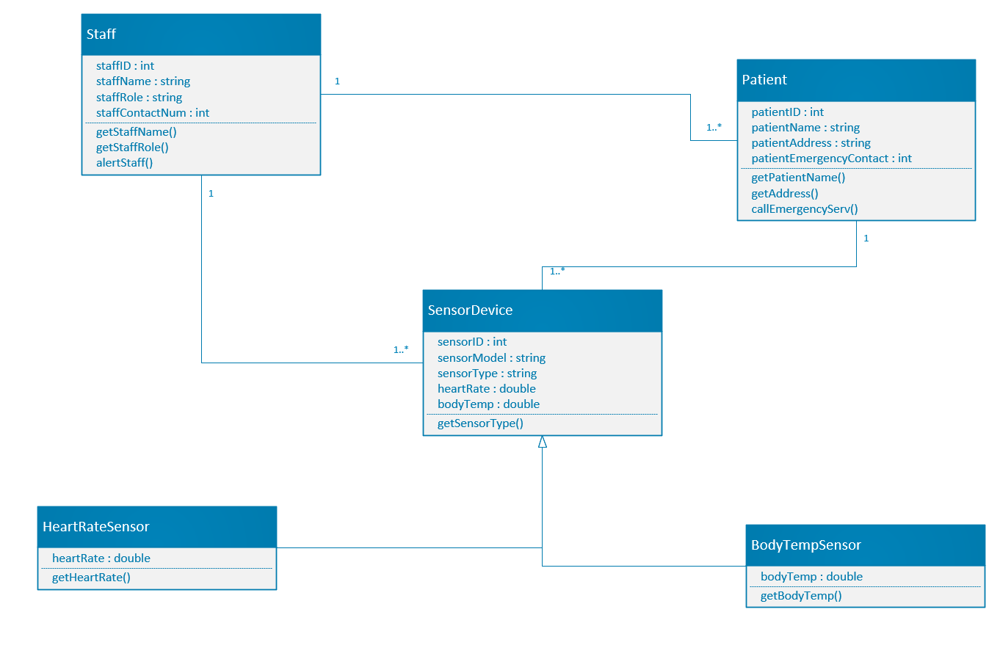 Staff
staffID : int
staffName : string
staffRole : string
staffContactNum : int
getStaffName()
getStaffRole()
alertStaff()
1
1..*
Patient
patientID : int
patientName : string
patientAddress : string
patientEmergencyContact : int
getPatientName()
getAddress()
callEmergencyServ()
1
1
1..*
1..*
SensorDevice
sensorID : int
sensorModel : string
sensorType : string
heartRate : double
bodyTemp : double
getSensorType()
HeartRateSensor
heartRate : double
getHeartRate()
BodyTempSensor
bodyTemp : double
getBodyTemp()